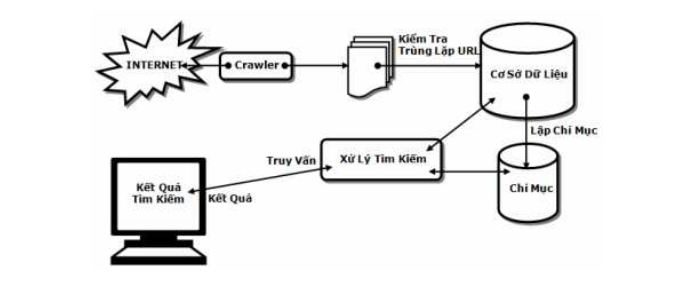 INTERNET
Crawler
Kiểm Tra
Trùng Lặp URL
Cơ Sở Dữ Liệu
Lập Chỉ Mục
Truy Vấn
Xử Lý Tìm Kiếm
Kết Quả
Tìm Kiếm
Kết Quả
Chỉ Mục